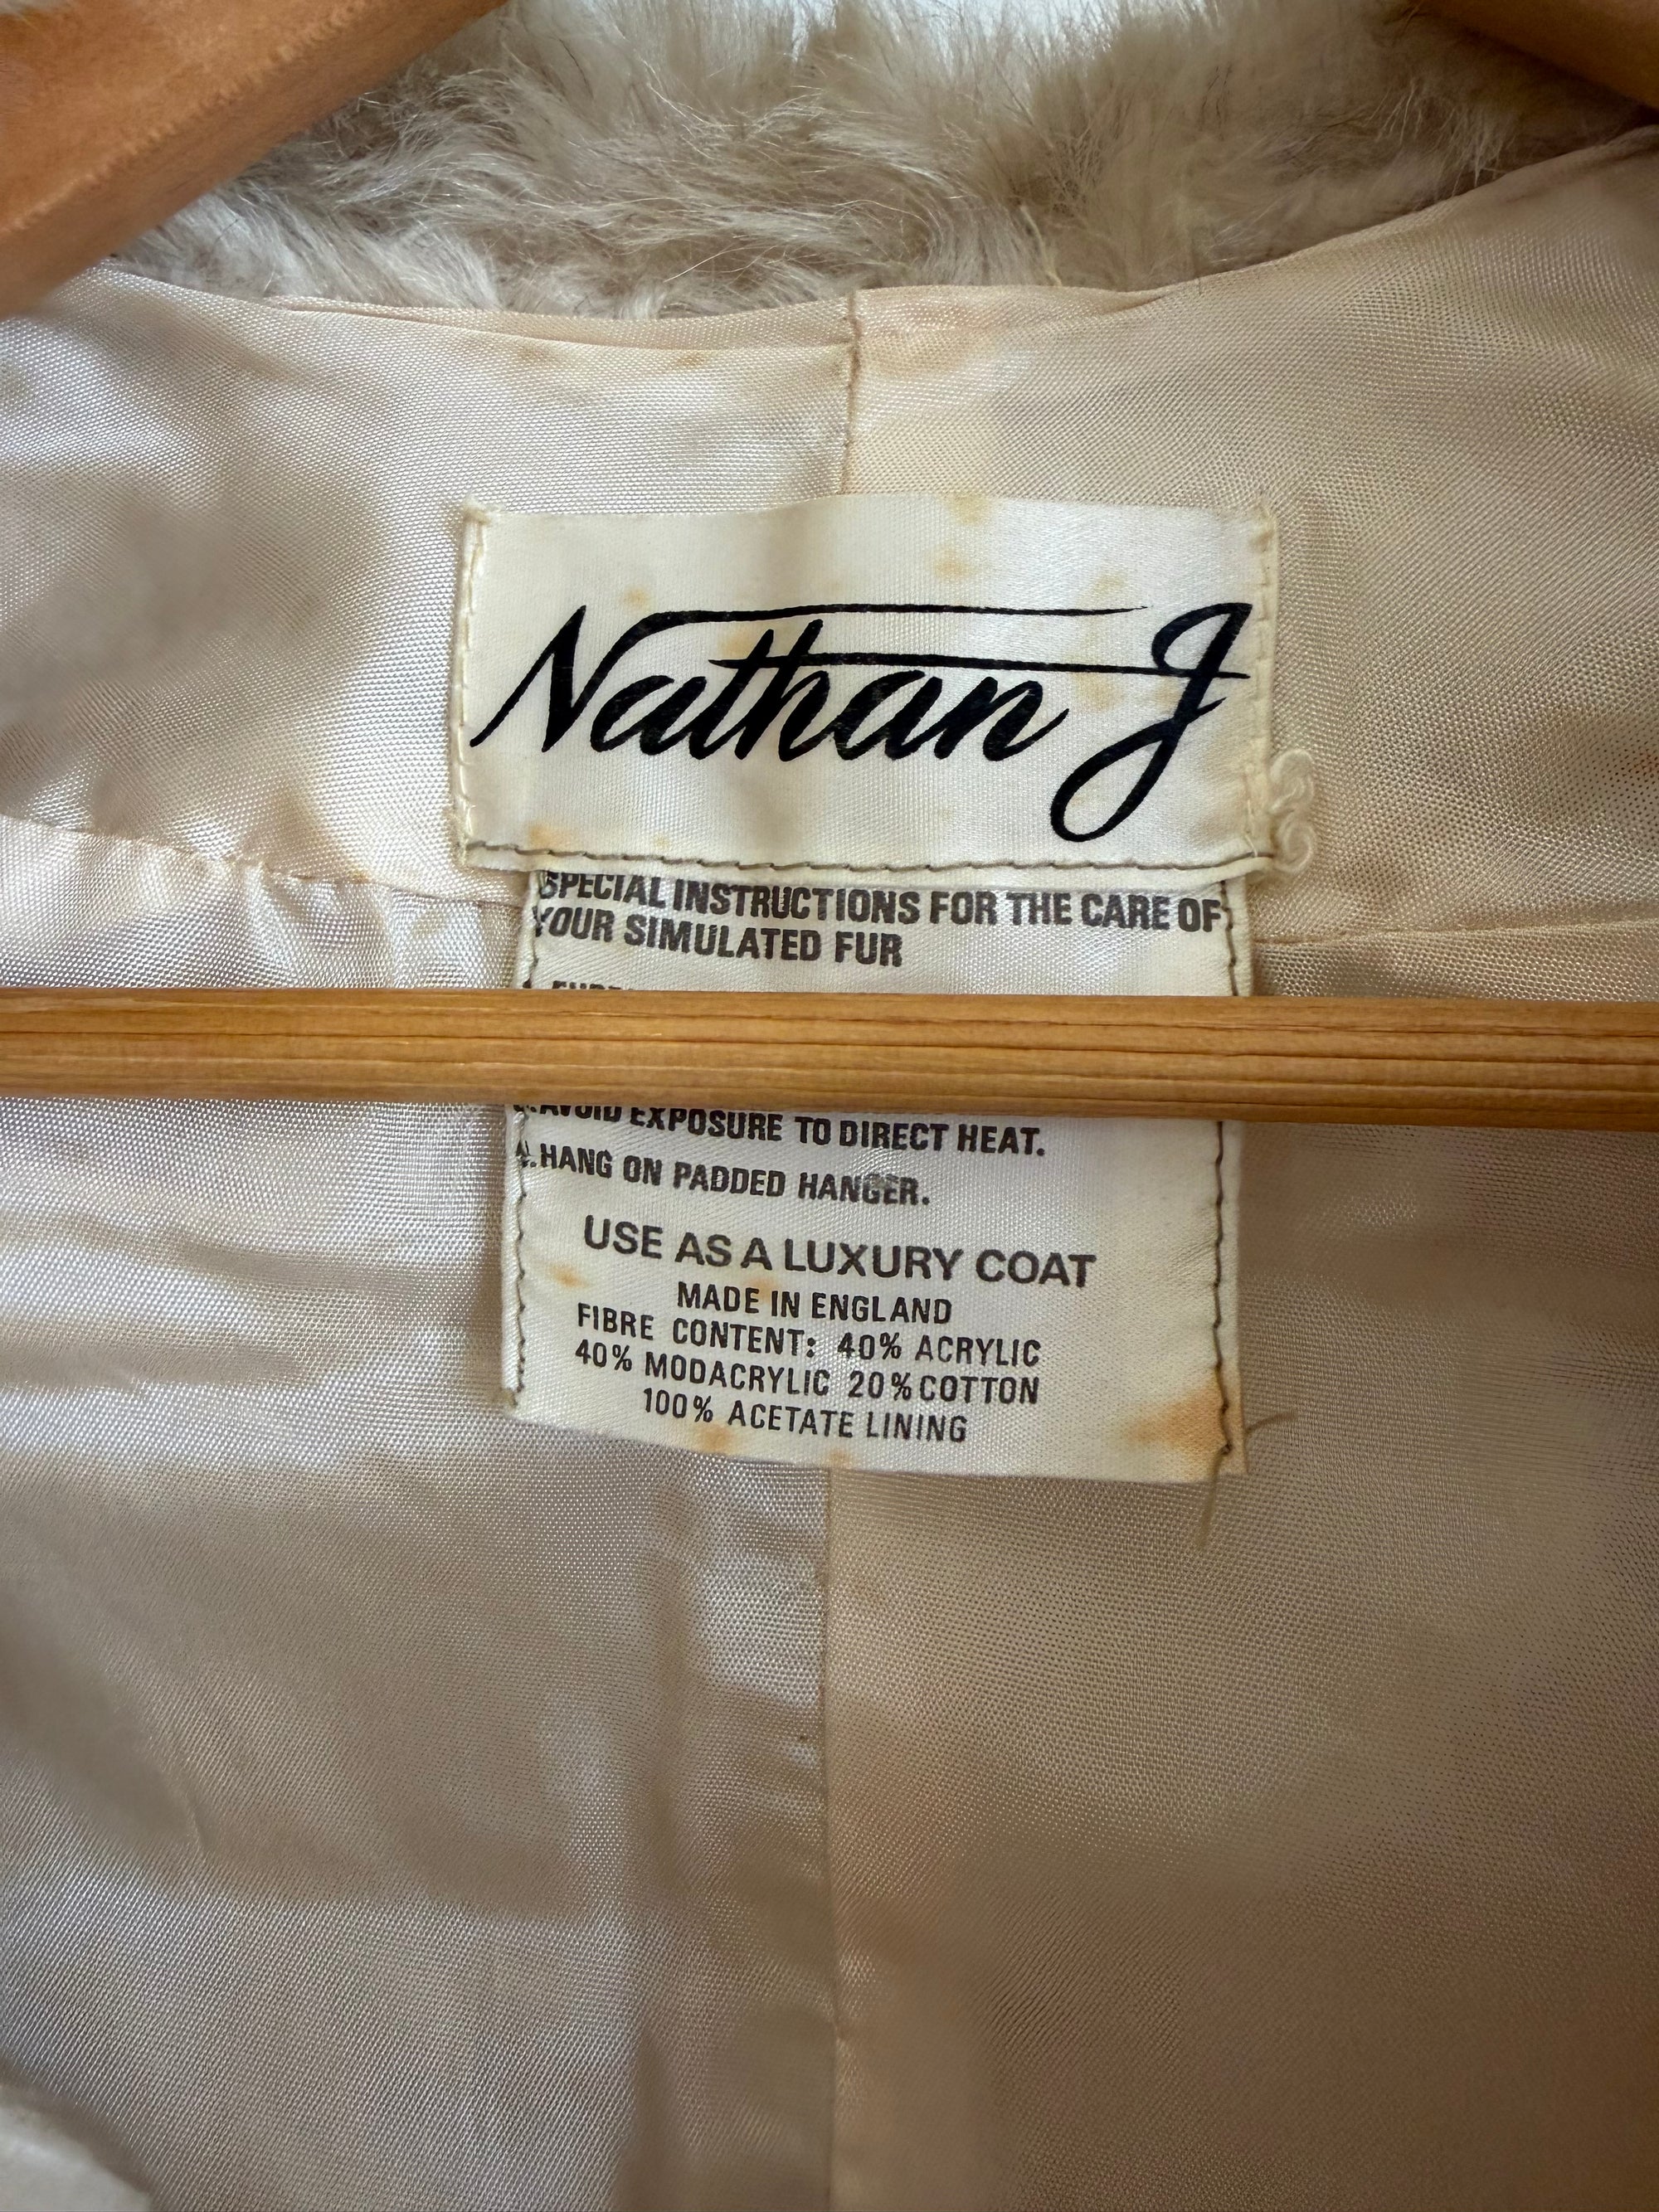 Nathan J
SPECIAL INSTRUCTIONS FOR THE CARE OF
YOUR SIMULATED FUR
AVOID EXPOSURE TO DIRECT HEAT.
4. HANG ON PADDED HANGER.
USE AS A LUXURY COAT
MADE IN ENGLAND
FIBRE CONTENT: 40% ACRYLIC
40% MODACRYLIC 20% COTTON
100% ACETATE LINING